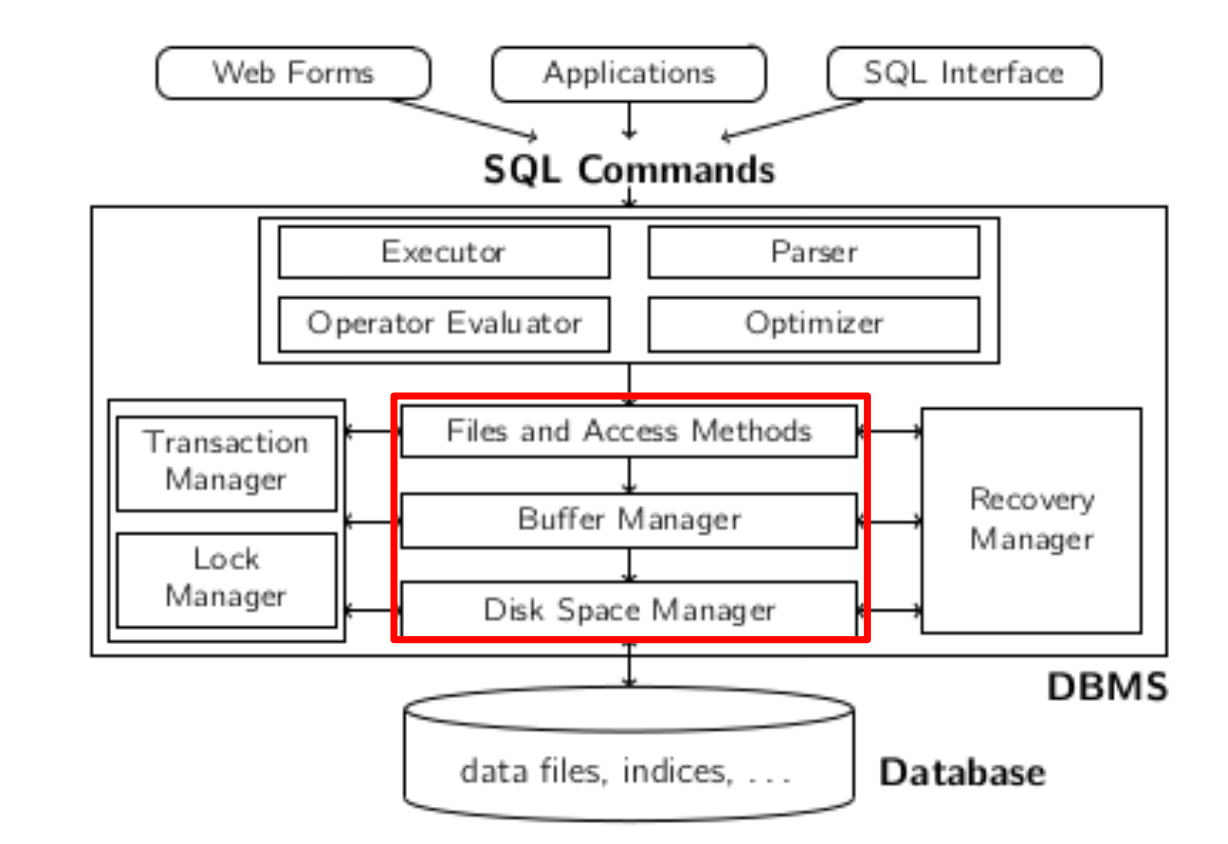 Web Forms
Applications
SQL Interface
SQL Commands
Executor
Parser
Operator Evaluator
Optimizer
Transaction
Manager
Lock
Manager
Files and Access Methods
Buffer Manager
Disk Space Manager
Recovery
Manager
DBMS
data files, indices, ...
Database